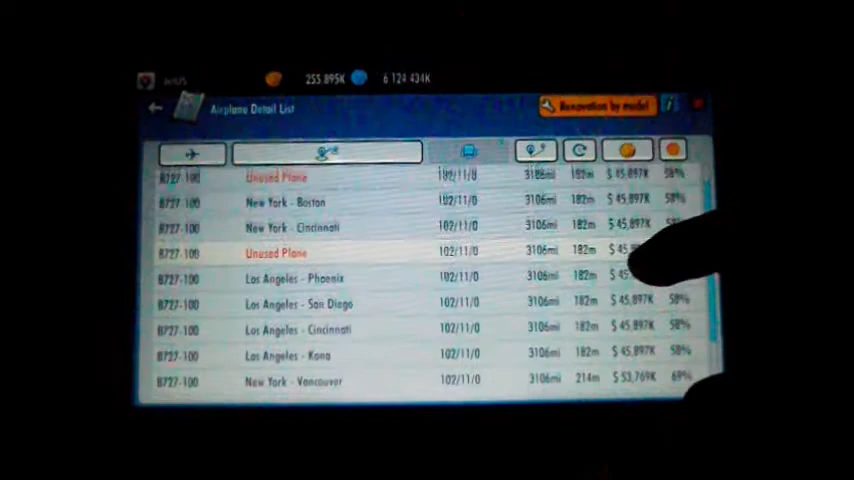 255 895K 6 124 434K
Airplane Detail List Renovation by model
B727-100 Unused Plane 102/11/0 3106mi 182m $ 45,897K 58%
B727-100 New York - Boston 102/11/0 3106mi 182m $ 45,897K 58%
B727-100 New York - Cincinnati 102/11/0 3106mi 182m $ 45,897K 58%
B727-100 Unused Plane 102/11/0 3106mi 182m $ 45
B727-100 Los Angeles - Phoenix 102/11/0 3106mi 182m $ 45
B727-100 Los Angeles - San Diego 102/11/0 3106mi 182m $ 45,897K 58%
B727-100 Los Angeles - Cincinnati 102/11/0 3106mi 182m $ 45,897K 58%
B727-100 Los Angeles - Kona 102/11/0 3106mi 182m $ 45,897K 58%
B727-100 New York - Vancouver 102/11/0 3106mi 214m $ 53,769K 69%